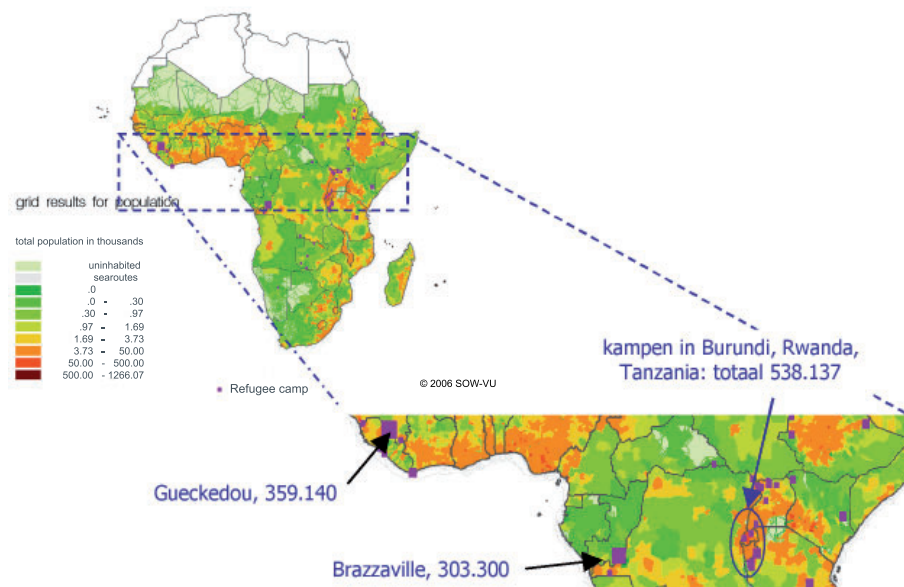 grid results for population
total population in thousands
uninhabited
searoutes
.0
.0 - .30
.30 - .97
.97 - 1.69
1.69 - 3.73
3.73 - 50.00
50.00 - 500.00
500.00 - 1266.07
Refugee camp
© 2006 SOW-VU
kampen in Burundi, Rwanda,
Tanzania: totaal 538.137
Gueckedou, 359.140
Brazzaville, 303.300